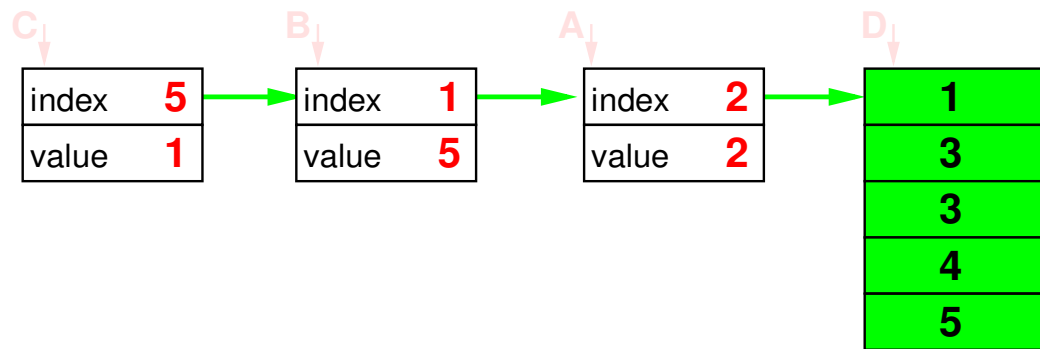 C B A D
index 5 index 1 index 2 1
value 1 value 5 value 2 3
3
4
5